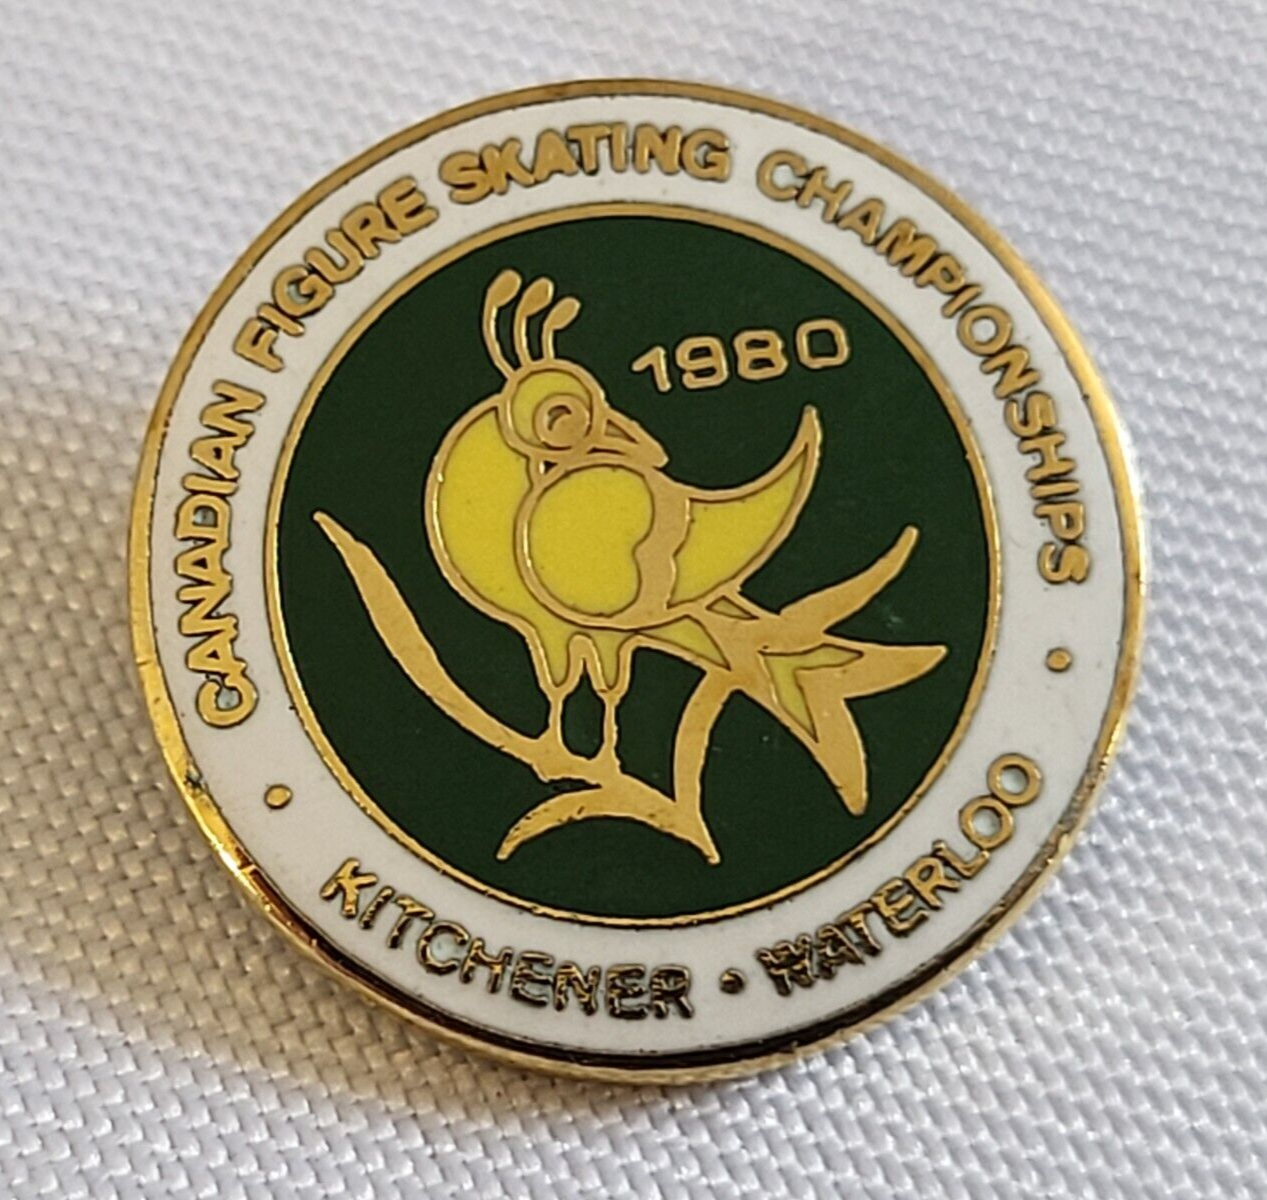 CANADIAN FIGURE SKATING CHAMPIONSHIPS
1980
KITCHENER · WATERLOO